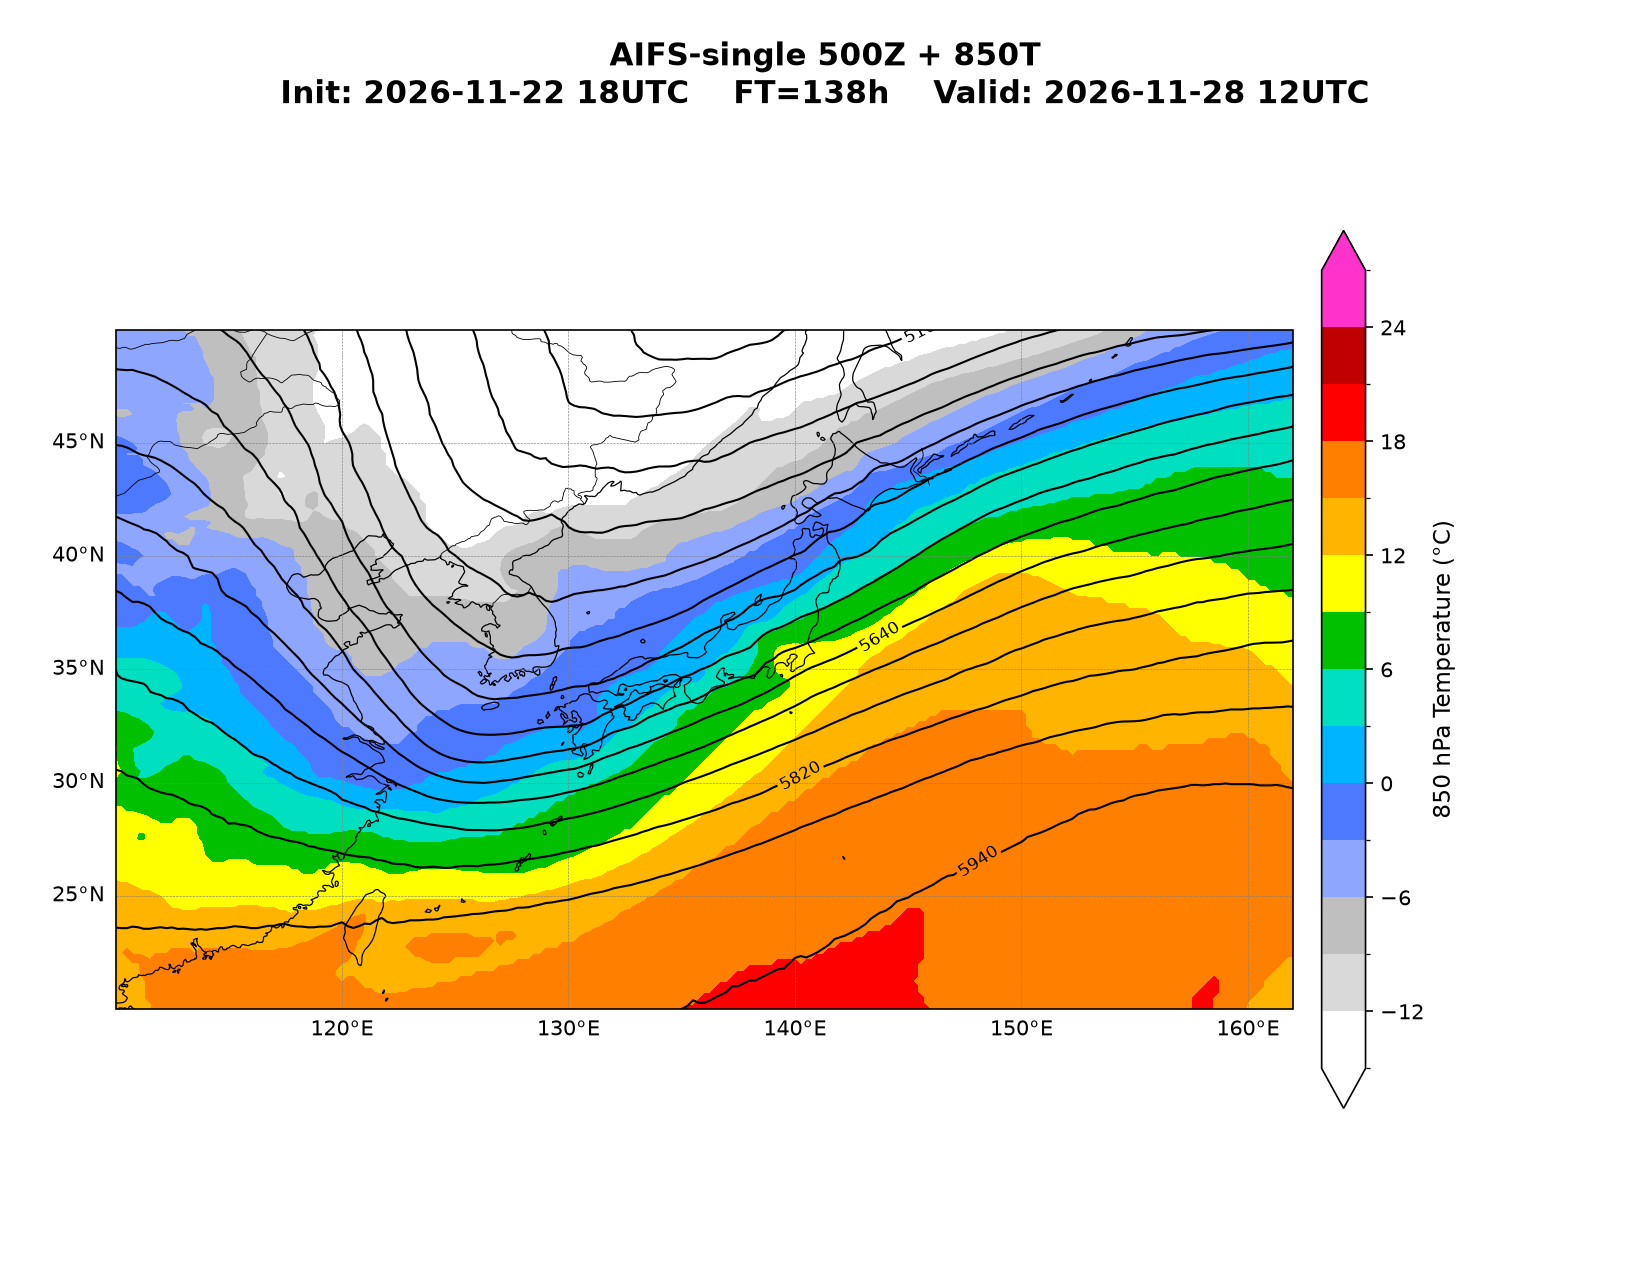 AIFS-single 500Z + 850T
Init: 2026-11-22 18UTC    FT=138h    Valid: 2026-11-28 12UTC
45°N
40°N
35°N
30°N
25°N
120°E
130°E
140°E
150°E
160°E
5640
5820
5940
24
18
12
6
0
−6
−12
850 hPa Temperature (°C)